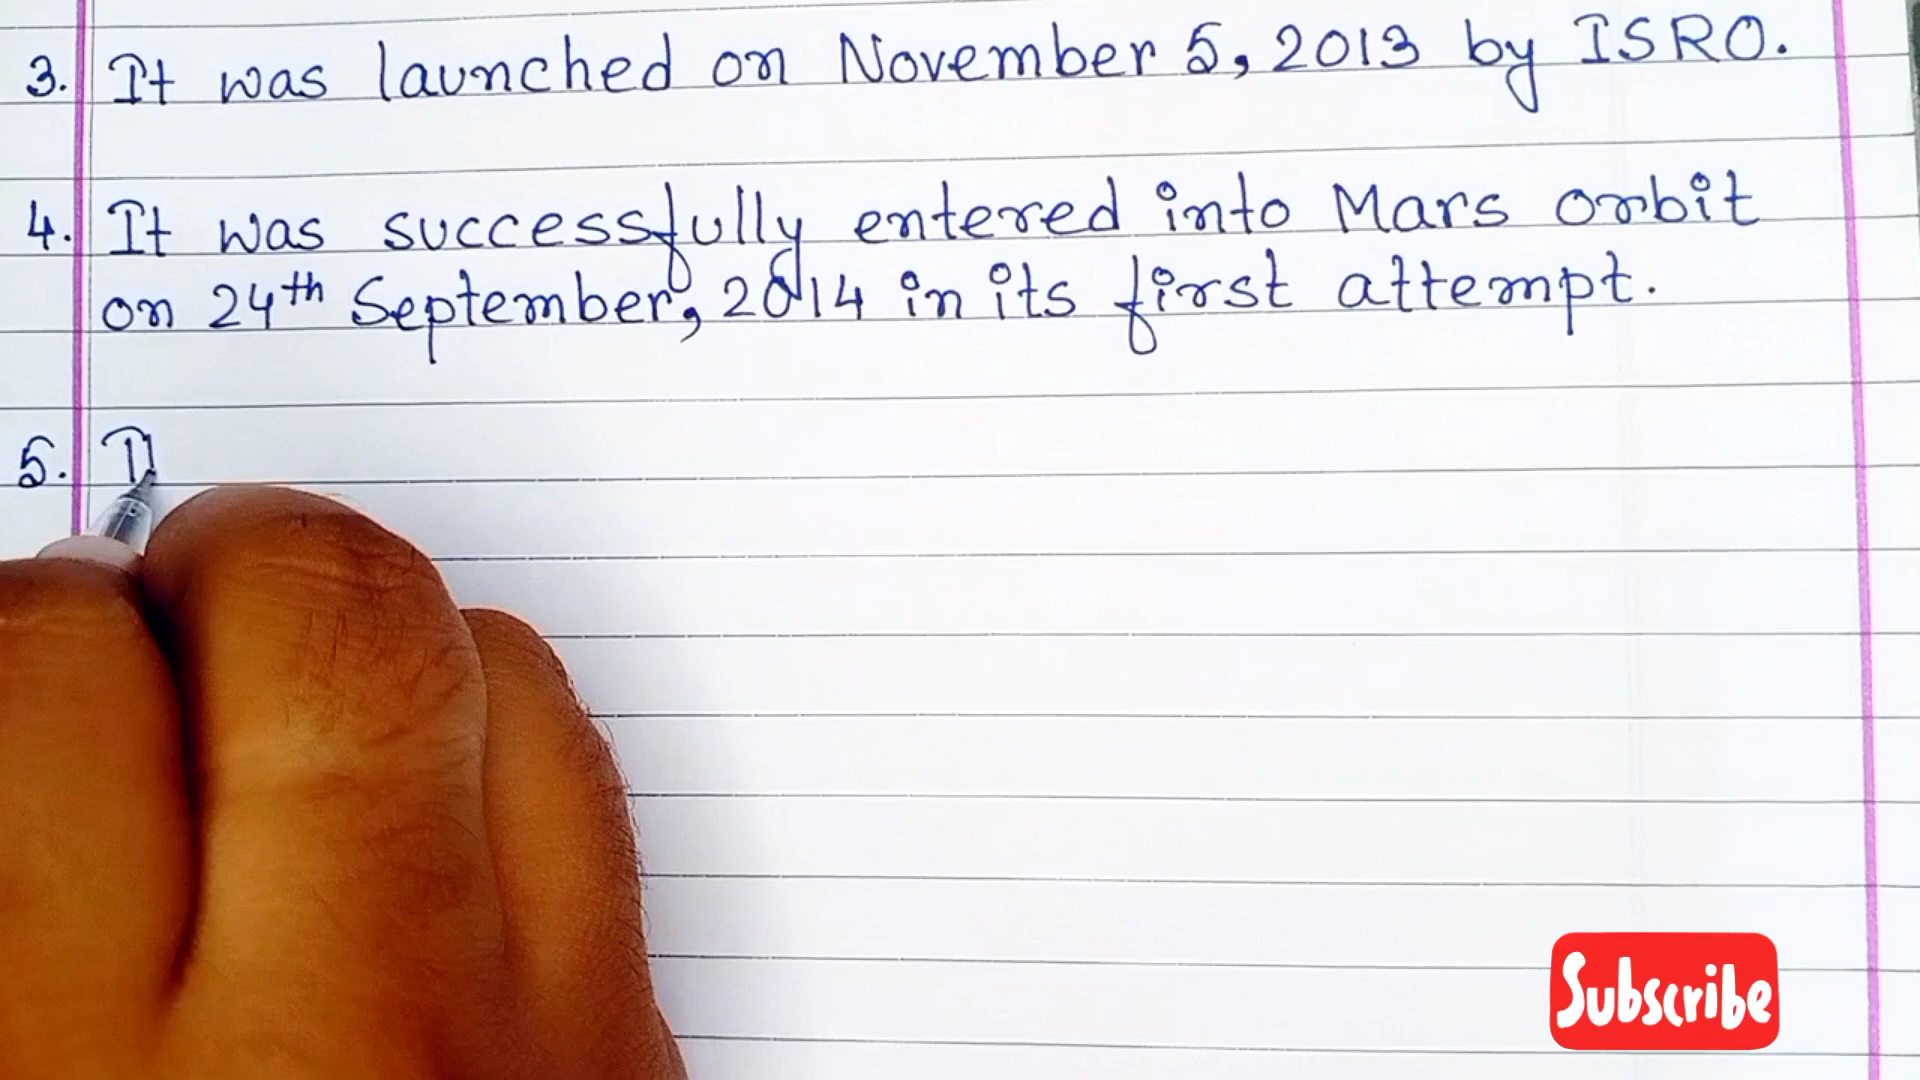 3. It was launched on November 5, 2013 by ISRO.
4. It was successfully entered into Mars orbit
on 24th September, 2014 in its first attempt.
5.
Subscribe